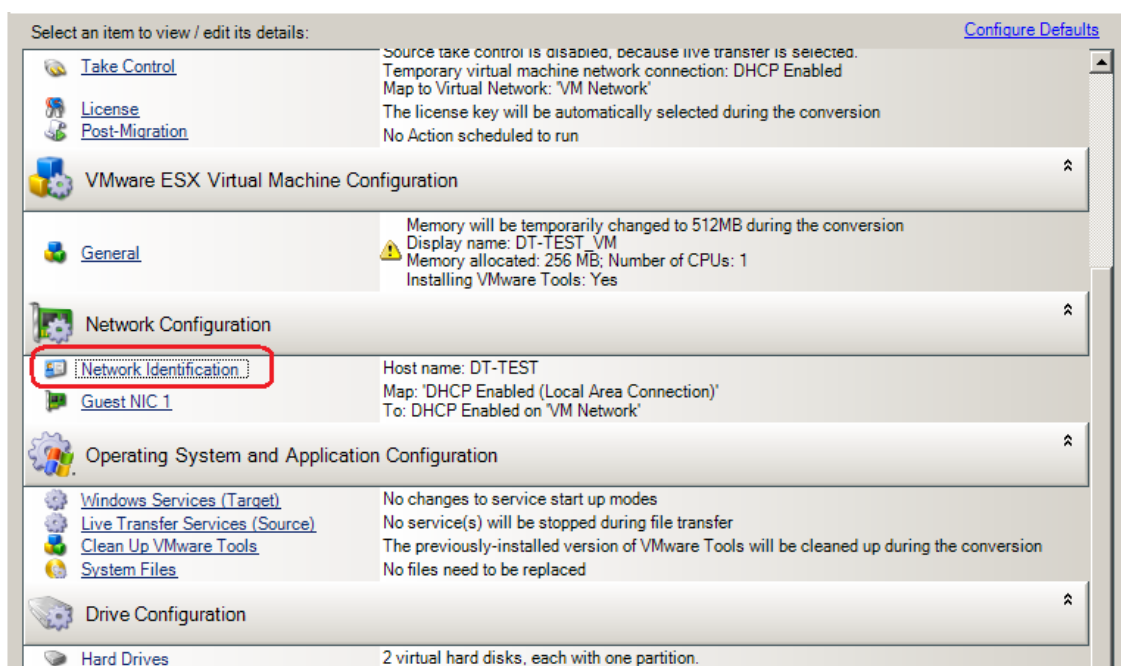 Select an item to view / edit its details:
Configure Defaults
Source take control is disabled, because live transfer is selected.
Take Control
Temporary virtual machine network connection: DHCP Enabled
Map to Virtual Network: 'VM Network'
License
The license key will be automatically selected during the conversion
Post-Migration
No Action scheduled to run
VMware ESX Virtual Machine Configuration
Memory will be temporarily changed to 512MB during the conversion
Display name: DT-TEST_VM
General
Memory allocated: 256 MB; Number of CPUs: 1
Installing VMware Tools: Yes
Network Configuration
Network Identification
Host name: DT-TEST
Map: 'DHCP Enabled (Local Area Connection)'
Guest NIC 1
To: DHCP Enabled on 'VM Network'
Operating System and Application Configuration
Windows Services (Target)
No changes to service start up modes
Live Transfer Services (Source)
No service(s) will be stopped during file transfer
Clean Up VMware Tools
The previously-installed version of VMware Tools will be cleaned up during the conversion
System Files
No files need to be replaced
Drive Configuration
Hard Drives
2 virtual hard disks, each with one partition.